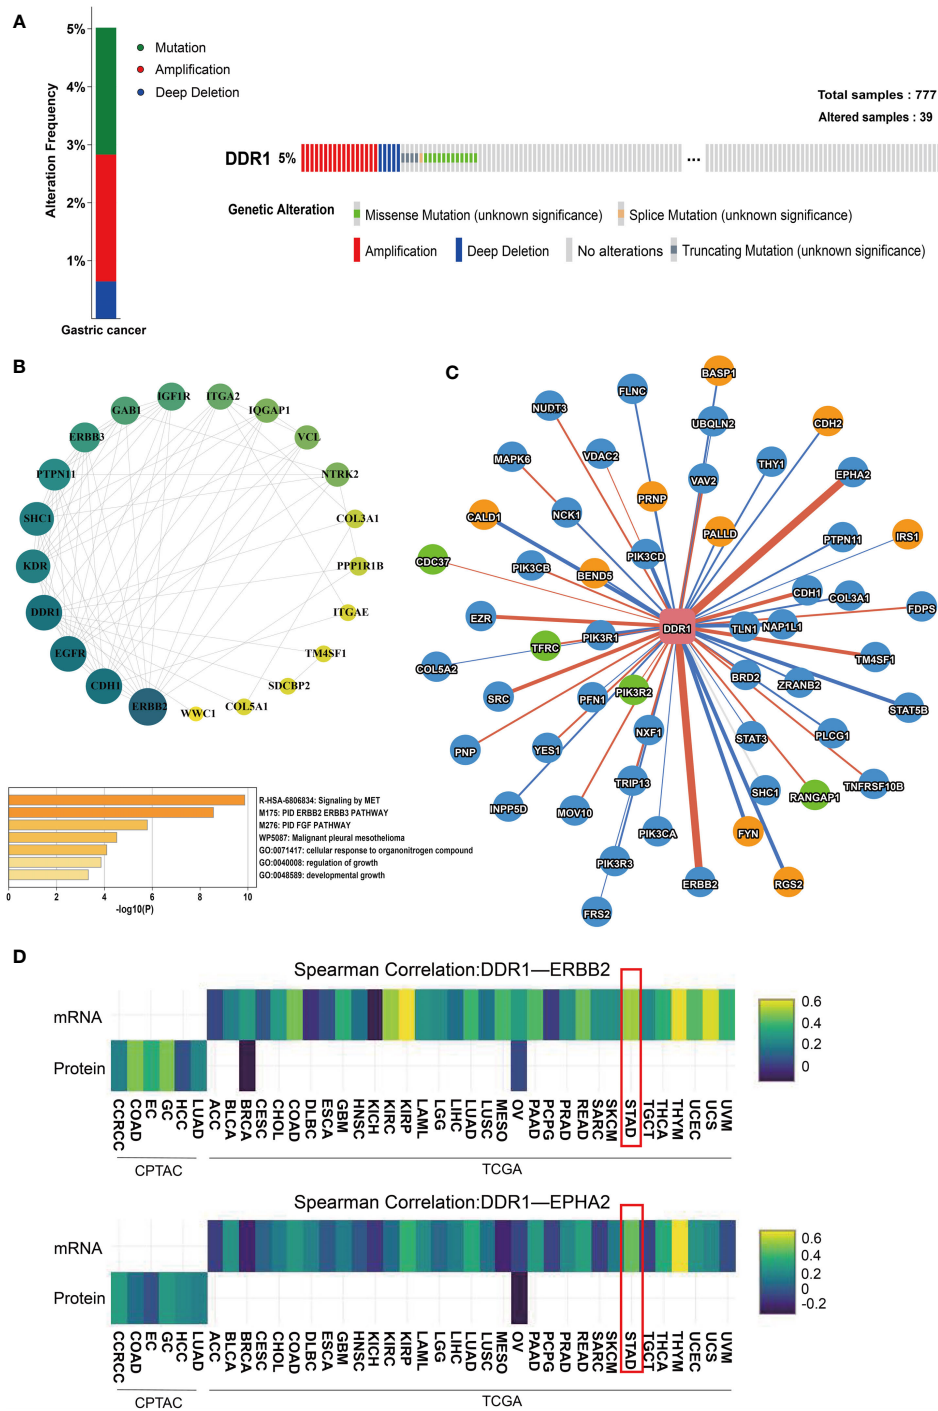 A
5%
4%
3%
2%
1%
Alteration Frequency
Gastric cancer
Mutation
Amplification
Deep Deletion
Total samples : 777
Altered samples : 39
DDR1 5%
...
Genetic Alteration
Missense Mutation (unknown significance)
Splice Mutation (unknown significance)
Amplification
Deep Deletion
No alterations
Truncating Mutation (unknown significance)
B
IGF1R
ITGA2
GAB1
IQGAP1
ERBB3
VCL
PTPN11
NTRK2
SHC1
COL3A1
KDR
PPP1R1B
DDR1
ITGAE
EGFR
TM4SF1
CDH1
SDCBP2
ERBB2
WWC1
COL5A1
R-HSA-6806834: Signaling by MET
M175: PID ERBB2 ERBB3 PATHWAY
M276: PID FGF PATHWAY
WP5087: Malignant pleural mesothelioma
GO:0071417: cellular response to organonitrogen compound
GO:0040008: regulation of growth
GO:0048589: developmental growth
0 2 4 6 8 10
-log10(P)
C
BASP1
FLNC
NUDT3
UBQLN2
CDH2
MAPK6
VDAC2
THY1
EPHA2
VAV2
PRNP
CALD1
NCK1
PALLD
PTPN11
IRS1
CDC37
PIK3CB
PIK3CD
BEND5
CDH1
COL3A1
FDPS
EZR
DDR1
TLN1
NAP1L1
PIK3R1
TFRC
COL5A2
TM4SF1
BRD2
ZRANB2
SRC
PFN1
PIK3R2
STAT5B
PNP
YES1
NXF1
STAT3
PLCG1
TRIP13
SHC1
RANGAP1
TNFRSF10B
INPP5D
MOV10
PIK3CA
FYN
PIK3R3
ERBB2
RGS2
FRS2
D
Spearman Correlation:DDR1—ERBB2
mRNA
Protein
0.6
0.4
0.2
CCRCC
COAD
EC
GC
HCC
LUAD
ACC
BLCA
BRCA
CESC
CHOL
COAD
DLBC
ESCA
GBM
HNSC
KICH
KIRC
KIRP
LAML
LGG
LIHC
LUAD
LUSC
MESO
OV
PAAD
PCPG
PRAD
READ
SARC
SKCM
STAD
TGCT
THCA
THYM
UCEC
UCS
UVM
CPTAC
TCGA
Spearman Correlation:DDR1—EPHA2
mRNA
Protein
0.6
0.4
0.2
0
-0.2
CCRCC
COAD
EC
GC
HCC
LUAD
ACC
BLCA
BRCA
CESC
CHOL
COAD
DLBC
ESCA
GBM
HNSC
KICH
KIRC
KIRP
LAML
LGG
LIHC
LUAD
LUSC
MESO
OV
PAAD
PCPG
PRAD
READ
SARC
SKCM
STAD
TGCT
THCA
THYM
UCEC
UCS
UVM
CPTAC
TCGA